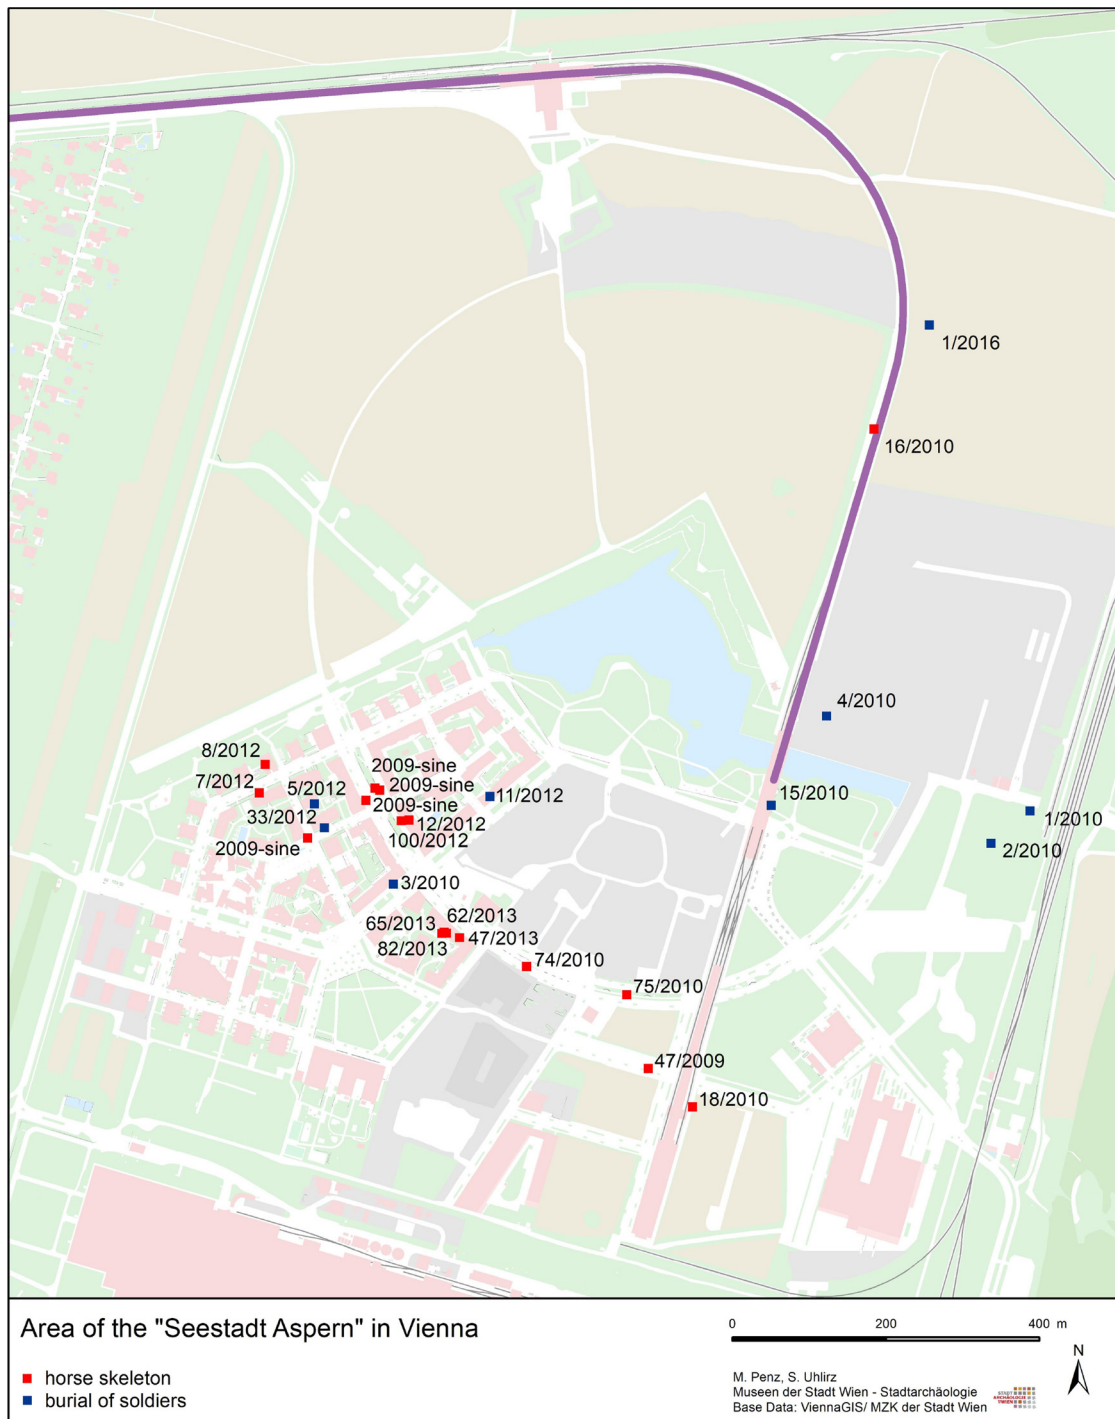 1/2016
16/2010
4/2010
8/2012
2009-sine
7/2012
2009-sine
5/2012
11/2012
2009-sine
15/2010
33/2012
12/2012
1/2010
100/2012
2009-sine
2/2010
3/2010
62/2013
65/2013
47/2013
82/2013
74/2010
75/2010
47/2009
18/2010
Area of the "Seestadt Aspern" in Vienna
horse skeleton
burial of soldiers
0 200 400 m
N
M. Penz, S. Uhlirz
Museen der Stadt Wien - Stadtarchäologie
Base Data: ViennaGIS/ MZK der Stadt Wien
STADT
ARCHÄOLOGIE
WIEN